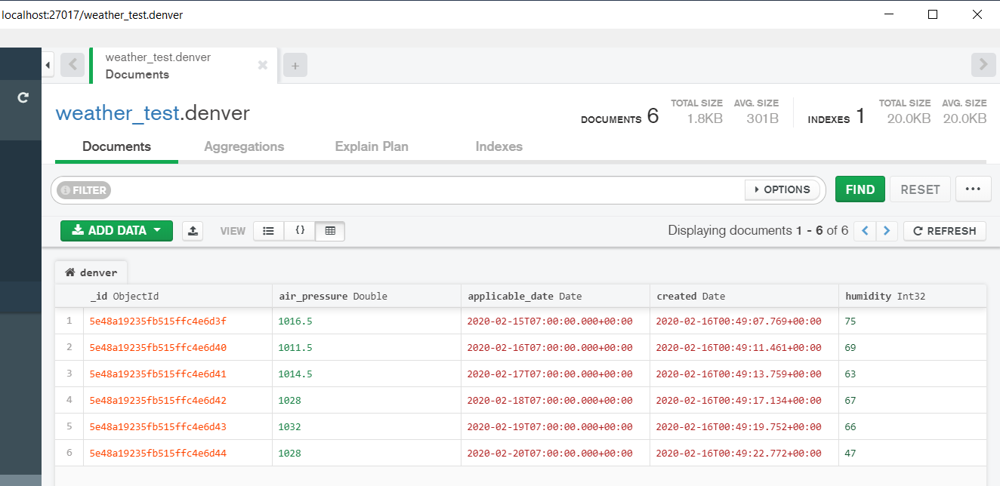 localhost:27017/weather_test.denver
weather_test.denver
Documents
weather_test.denver
DOCUMENTS 6 TOTAL SIZE 1.8KB AVG. SIZE 301B INDEXES 1 TOTAL SIZE 20.0KB AVG. SIZE 20.0KB
Documents Aggregations Explain Plan Indexes
FILTER OPTIONS FIND RESET ...
ADD DATA VIEW {} Displaying documents 1 - 6 of 6 REFRESH
denver
_id ObjectId air_pressure Double applicable_date Date created Date humidity Int32
1 5e48a19235fb515ffc4e6d3f 1016.5 2020-02-15T07:00:00.000+00:00 2020-02-16T00:49:07.769+00:00 75
2 5e48a19235fb515ffc4e6d40 1011.5 2020-02-16T07:00:00.000+00:00 2020-02-16T00:49:11.461+00:00 69
3 5e48a19235fb515ffc4e6d41 1014.5 2020-02-17T07:00:00.000+00:00 2020-02-16T00:49:13.759+00:00 63
4 5e48a19235fb515ffc4e6d42 1028 2020-02-18T07:00:00.000+00:00 2020-02-16T00:49:17.134+00:00 67
5 5e48a19235fb515ffc4e6d43 1032 2020-02-19T07:00:00.000+00:00 2020-02-16T00:49:19.752+00:00 66
6 5e48a19235fb515ffc4e6d44 1028 2020-02-20T07:00:00.000+00:00 2020-02-16T00:49:22.772+00:00 47